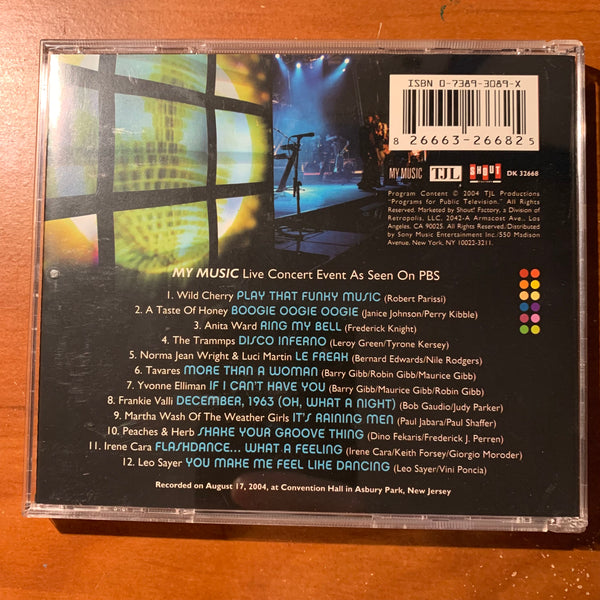 ISBN 0-7389-3089-X
8 26663-26682 5
MY MUSIC TJL SHOUT DK 32668
Program Content © 2004 TJL Productions
"Programs for Public Television." All Rights
Reserved. Marketed by Shout! Factory, a Division of
Retropolis, LLC, 2042-A Armacost Ave., Los
Angeles, CA 90025. All Rights Reserved./Distributed
by Sony Music Entertainment Inc./550 Madison
Avenue, New York, NY 10022-3211.
MY MUSIC Live Concert Event As Seen On PBS
1. Wild Cherry PLAY THAT FUNKY MUSIC (Robert Parissi)
2. A Taste Of Honey BOOGIE OOGIE OOGIE (Janice Johnson/Perry Kibble)
3. Anita Ward RING MY BELL (Frederick Knight)
4. The Trammps DISCO INFERNO (Leroy Green/Tyrone Kersey)
5. Norma Jean Wright & Luci Martin LE FREAK (Bernard Edwards/Nile Rodgers)
6. Tavares MORE THAN A WOMAN (Barry Gibb/Robin Gibb/Maurice Gibb)
7. Yvonne Elliman IF I CAN'T HAVE YOU (Barry Gibb/Maurice Gibb/Robin Gibb)
8. Frankie Valli DECEMBER, 1963 (OH, WHAT A NIGHT) (Bob Gaudio/Judy Parker)
9. Martha Wash Of The Weather Girls IT'S RAINING MEN (Paul Jabara/Paul Shaffer)
10. Peaches & Herb SHAKE YOUR GROOVE THING (Dino Fekaris/Frederick J. Perren)
11. Irene Cara FLASHDANCE... WHAT A FEELING (Irene Cara/Keith Forsey/Giorgio Moroder)
12. Leo Sayer YOU MAKE ME FEEL LIKE DANCING (Leo Sayer/Vini Poncia)
Recorded on August 17, 2004, at Convention Hall in Asbury Park, New Jersey